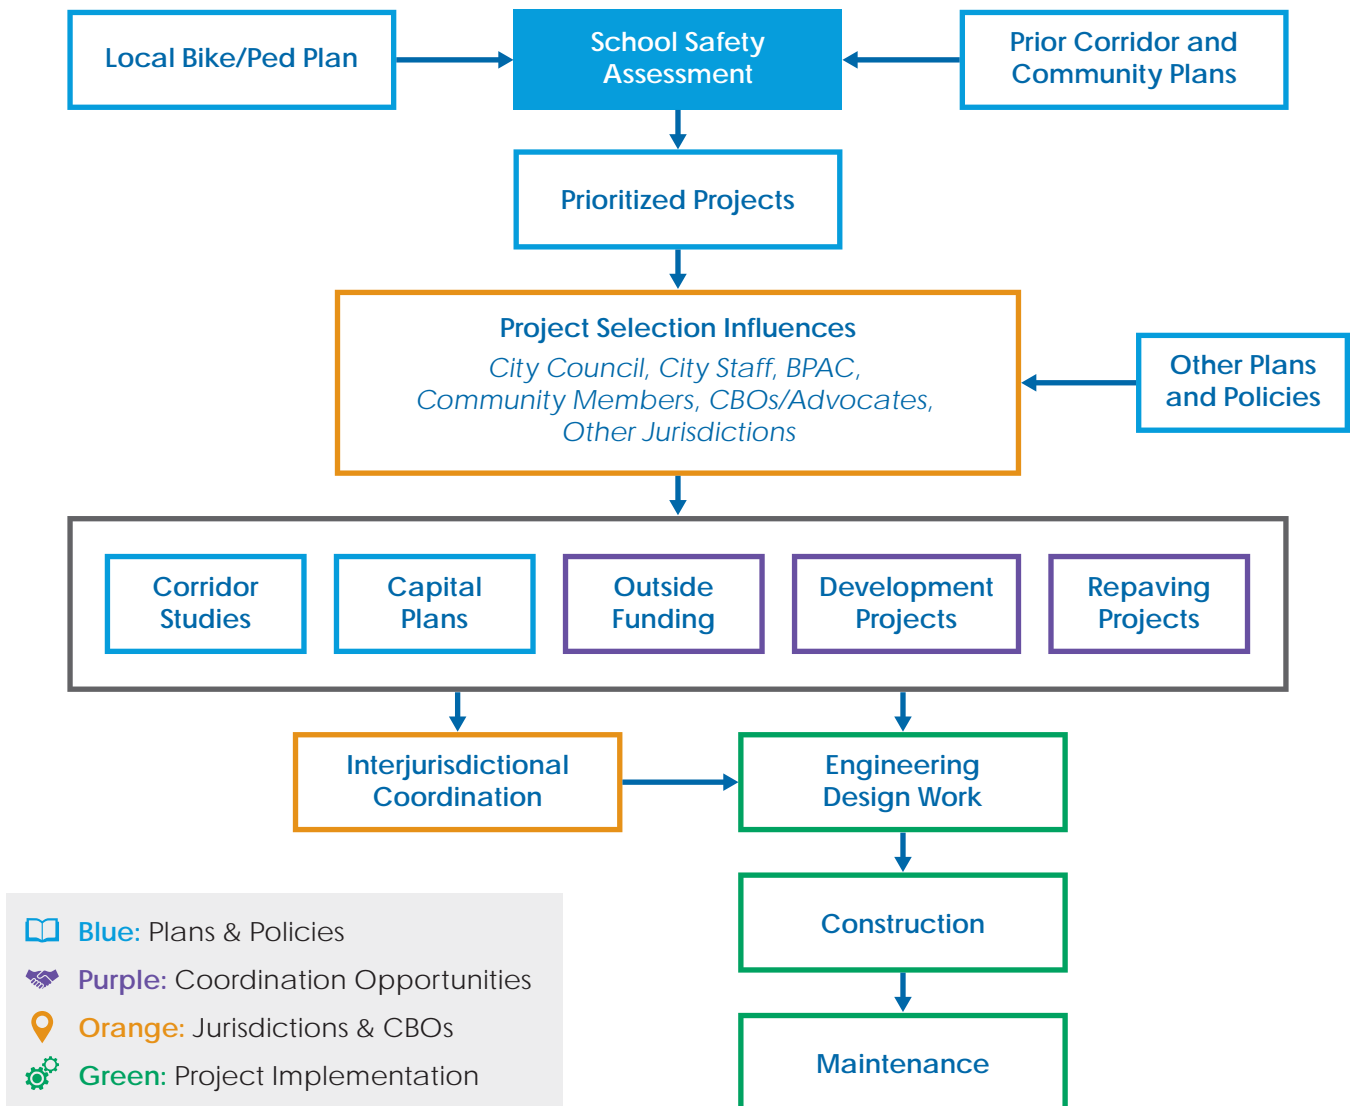 Local Bike/Ped Plan
School Safety
Assessment
Prior Corridor and
Community Plans
Prioritized Projects
Project Selection Influences
City Council, City Staff, BPAC,
Community Members, CBOs/Advocates,
Other Jurisdictions
Other Plans
and Policies
Corridor
Studies
Capital
Plans
Outside
Funding
Development
Projects
Repaving
Projects
Interjurisdictional
Coordination
Engineering
Design Work
Construction
Maintenance
Blue: Plans & Policies
Purple: Coordination Opportunities
Orange: Jurisdictions & CBOs
Green: Project Implementation